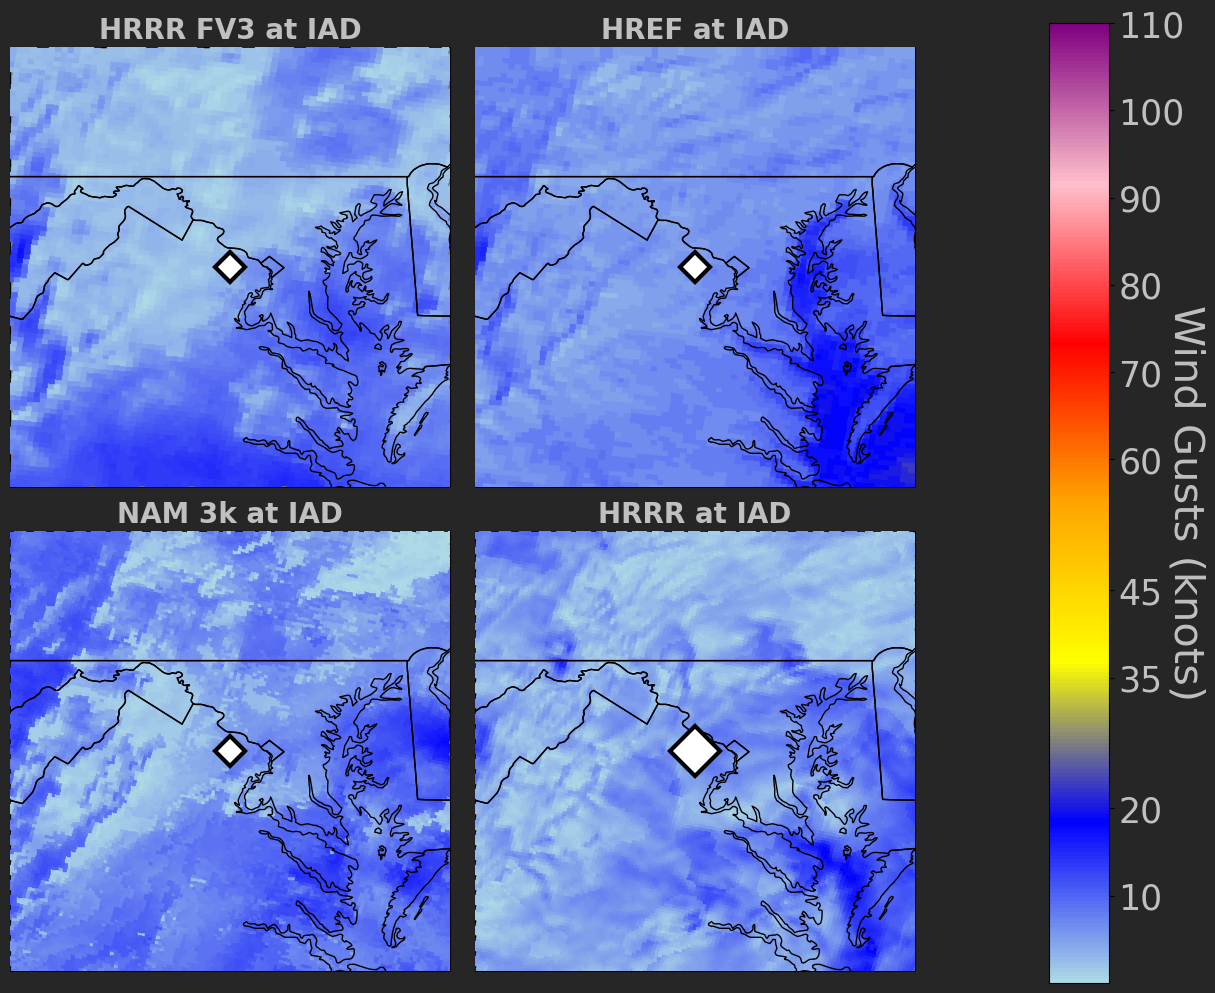 HRRR FV3 at IAD
HREF at IAD
NAM 3k at IAD
HRRR at IAD
110
100
90
80
70
60
45
35
20
10
Wind Gusts (knots)